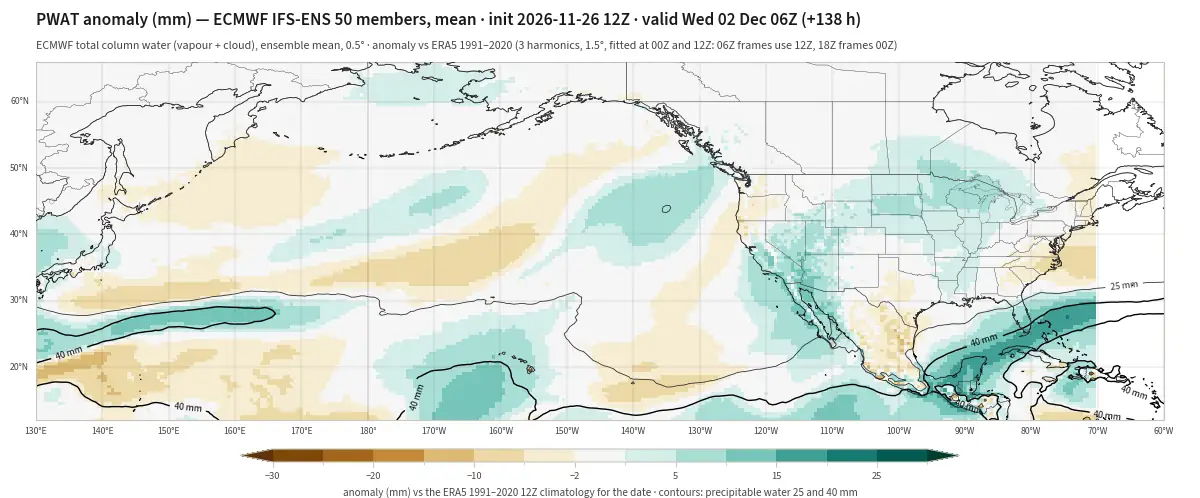 PWAT anomaly (mm) — ECMWF IFS-ENS 50 members, mean · init 2026-11-26 12Z · valid Wed 02 Dec 06Z (+138 h)
ECMWF total column water (vapour + cloud), ensemble mean, 0.5° · anomaly vs ERA5 1991–2020 (3 harmonics, 1.5°, fitted at 00Z and 12Z: 06Z frames use 12Z, 18Z frames 00Z)
60°N
50°N
40°N
30°N
20°N
25 mm
40 mm
40 mm
40 mm
40 mm
40 mm
40 mm
40 mm
130°E
140°E
150°E
160°E
170°E
180°
170°W
160°W
150°W
140°W
130°W
120°W
110°W
100°W
90°W
80°W
70°W
60°W
−30
−20
−10
−2
5
15
25
anomaly (mm) vs the ERA5 1991–2020 12Z climatology for the date · contours: precipitable water 25 and 40 mm